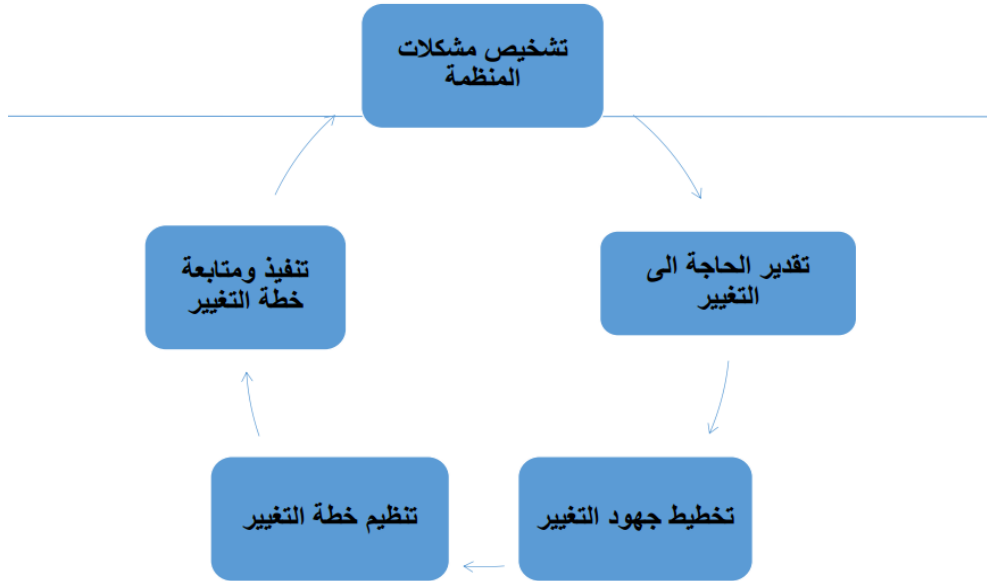 تشخيص مشكلات
المنظمة
تقدير الحاجة الى
التغيير
تخطيط جهود التغيير
تنظيم خطة التغيير
تنفيذ ومتابعة
خطة التغيير